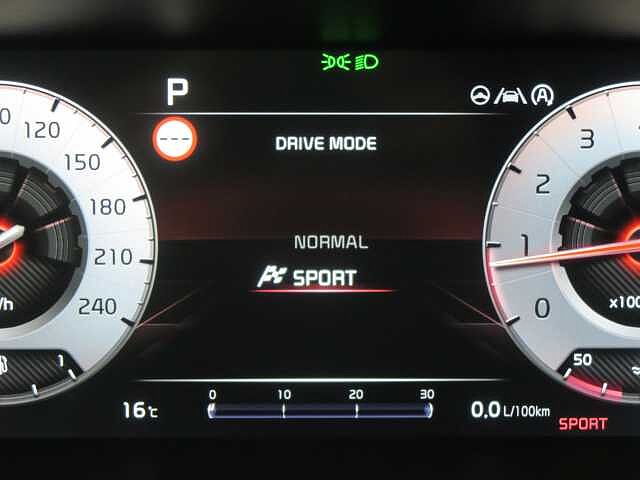 P
---
DRIVE MODE
NORMAL
SPORT
120
150
180
210
240
1
16°C
0 10 20 30
0.0 L/100km
SPORT
3
2
1
0
50
A